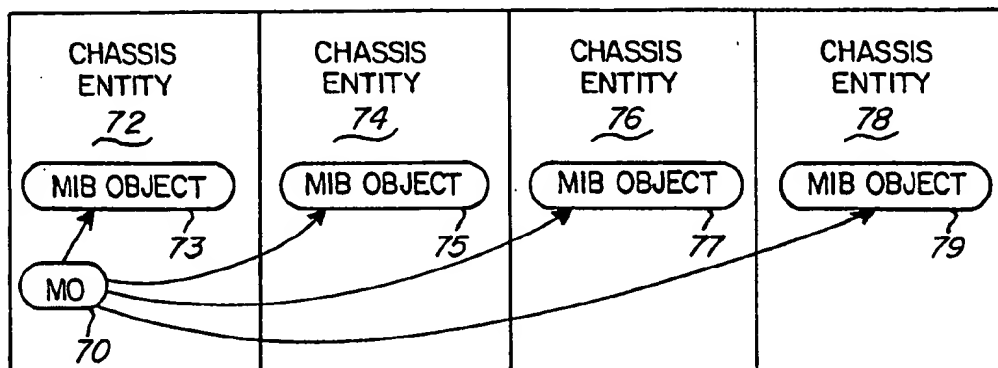 CHASSIS
ENTITY
72
MIB OBJECT
73
MO
70
CHASSIS
ENTITY
74
MIB OBJECT
75
CHASSIS
ENTITY
76
MIB OBJECT
77
CHASSIS
ENTITY
78
MIB OBJECT
79